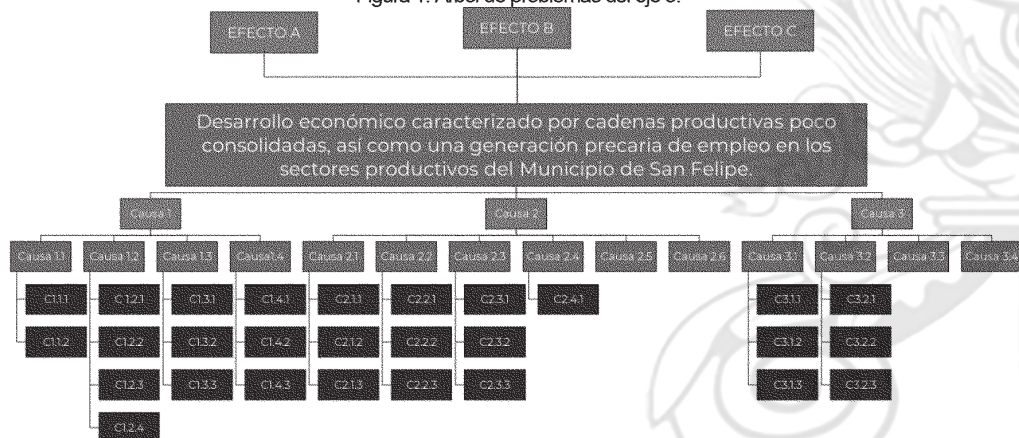 Figura 1. Árbol de problemas del eje 3.
EFECTO A
EFECTO B
EFECTO C
Desarrollo económico caracterizado por cadenas productivas poco
consolidadas, así como una generación precaria de empleo en los
sectores productivos del Municipio de San Felipe.
Causa 1
Causa 2
Causa 3
Causa 1.1
Causa 1.2
Causa 1.3
Causa1.4
Causa 2.1
Causa 2.2
Causa 2.3
Causa 2.4
Causa 2.5
Causa 2.6
Causa 3.1
Causa 3.2
Causa 3.3
Causa 3.4
C1.1.1
C 1.2.1
C1.3.1
C1.4.1
C2.1.1
C2.2.1
C2.3.1
C2.4.1
C3.1.1
C3.2.1
C1.1.2
C1.2.2
C1.3.2
C1.4.2
C2.1.2
C2.2.2
C2.3.2
C3.1.2
C3.2.2
C1.2.3
C1.3.3
C1.4.3
C2.1.3
C2.2.3
C2.3.3
C3.1.3
C3.2.3
C1.2.4